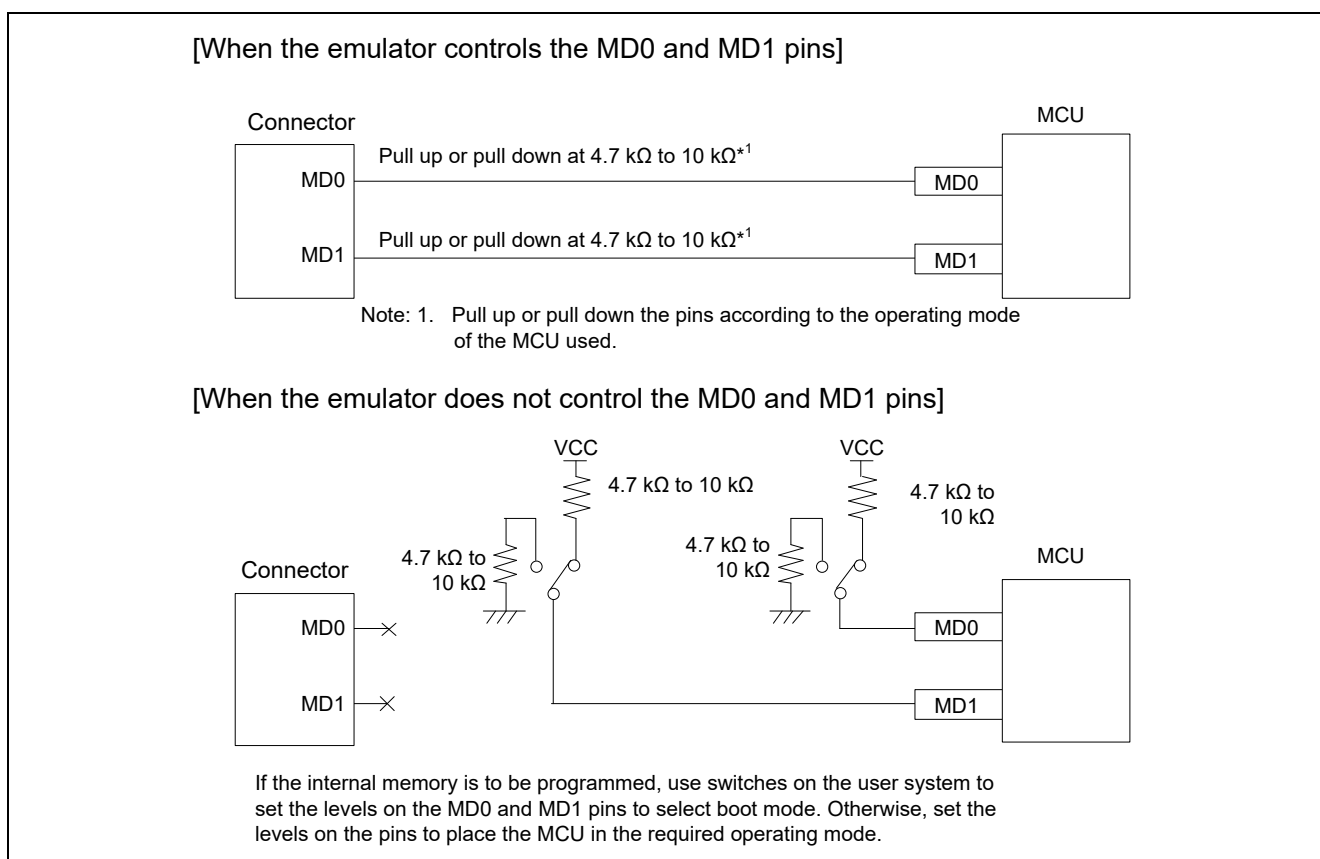 [When the emulator controls the MD0 and MD1 pins]
Connector
MCU
Pull up or pull down at 4.7 kΩ to 10 kΩ*1
MD0
MD0
Pull up or pull down at 4.7 kΩ to 10 kΩ*1
MD1
MD1
Note: 1. Pull up or pull down the pins according to the operating mode
of the MCU used.
[When the emulator does not control the MD0 and MD1 pins]
VCC
VCC
4.7 kΩ to 10 kΩ
4.7 kΩ to
10 kΩ
4.7 kΩ to
10 kΩ
4.7 kΩ to
10 kΩ
Connector
MCU
MD0
MD0
MD1
MD1
If the internal memory is to be programmed, use switches on the user system to
set the levels on the MD0 and MD1 pins to select boot mode. Otherwise, set the
levels on the pins to place the MCU in the required operating mode.